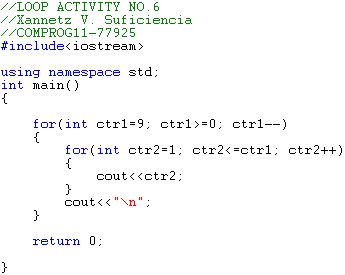 //LOOP ACTIVITY NO.6
//Xannetz V. Suficiencia
//COMPROG11-77925
#include<iostream>
using namespace std;
int main()
{
for(int ctr1=9; ctr1>=0; ctr1--)
{
for(int ctr2=1; ctr2<=ctr1; ctr2++)
{
cout<<ctr2;
}
cout<<"\n";
}
return 0;
}